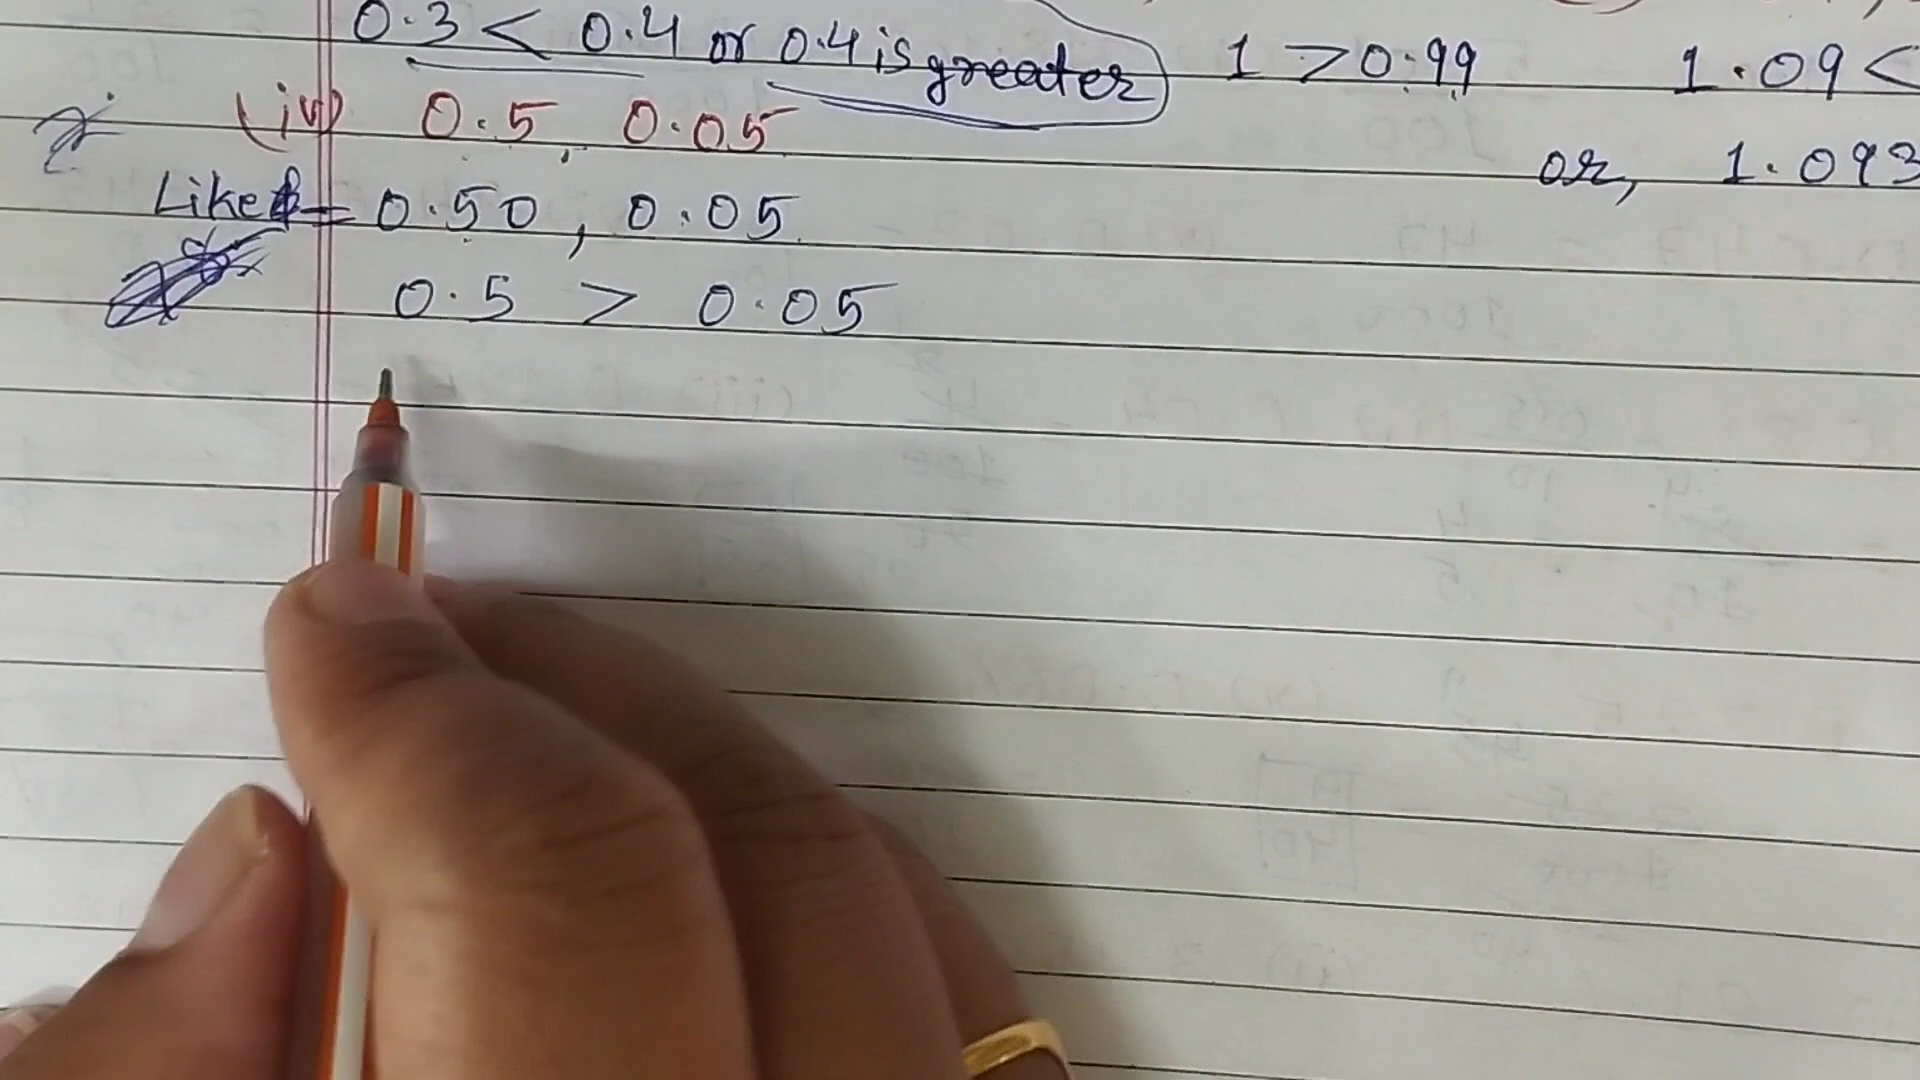 0.3 < 0.4 or 0.4 is greater
(iv) 0.5, 0.05
Like = 0.50, 0.05
0.5 > 0.05
1 > 0.99
1.09 <
or, 1.093